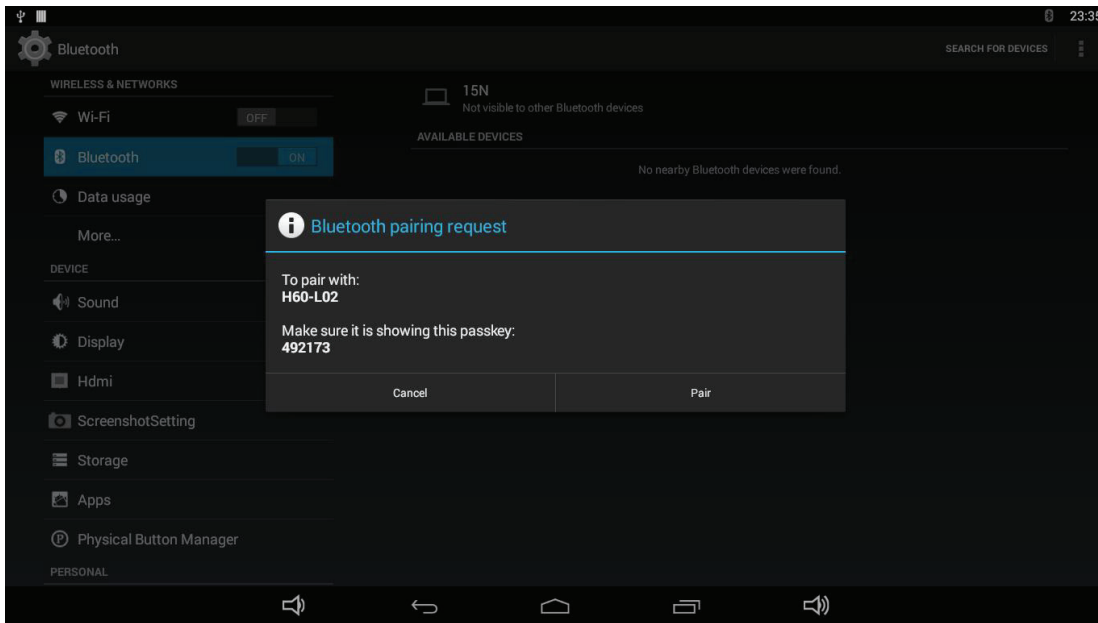 23:35
Bluetooth
SEARCH FOR DEVICES
WIRELESS & NETWORKS
Wi-Fi OFF
Bluetooth ON
Data usage
More...
DEVICE
Sound
Display
Hdmi
ScreenshotSetting
Storage
Apps
Physical Button Manager
PERSONAL
15N
Not visible to other Bluetooth devices
AVAILABLE DEVICES
No nearby Bluetooth devices were found.
Bluetooth pairing request
To pair with:
H60-L02
Make sure it is showing this passkey:
492173
Cancel Pair